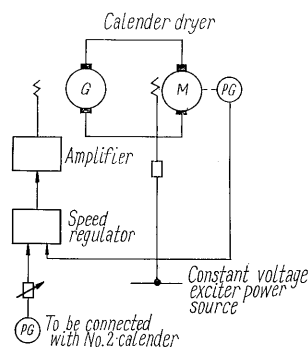 Calender dryer
G
M
PG
Amplifier
Speed
regulator
Constant voltage
exciter power
source
PG
To be connected
with No.2 calender